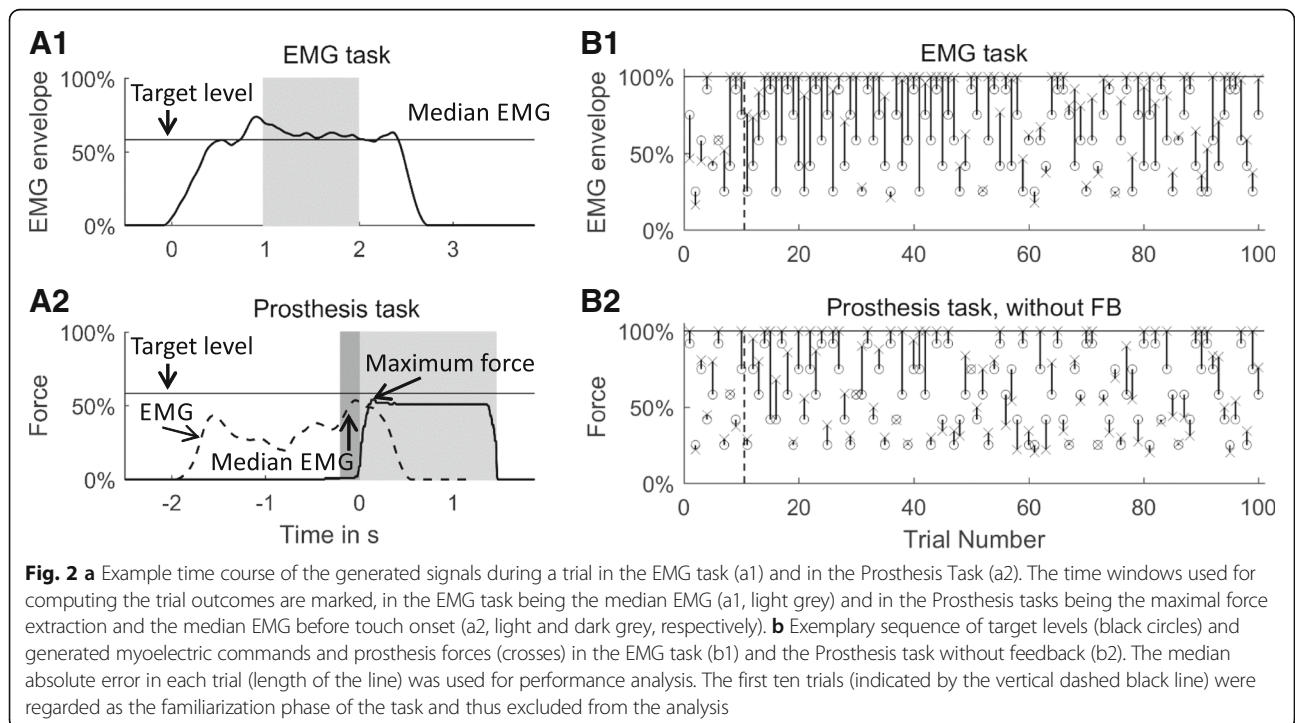 A1
EMG task
100%
Target level
Median EMG
50%
EMG envelope
0%
0 1 2 3
A2
Prosthesis task
100%
Target level
Maximum force
EMG
50%
Force
Median EMG
0%
-2 -1 0 1
Time in s
B1
EMG task
100%
50%
EMG envelope
0%
0 20 40 60 80 100
B2
Prosthesis task, without FB
100%
50%
Force
0%
0 20 40 60 80 100
Trial Number
Fig. 2 a Example time course of the generated signals during a trial in the EMG task (a1) and in the Prosthesis Task (a2). The time windows used for
computing the trial outcomes are marked, in the EMG task being the median EMG (a1, light grey) and in the Prosthesis tasks being the maximal force
extraction and the median EMG before touch onset (a2, light and dark grey, respectively). b Exemplary sequence of target levels (black circles) and
generated myoelectric commands and prosthesis forces (crosses) in the EMG task (b1) and the Prosthesis task without feedback (b2). The median
absolute error in each trial (length of the line) was used for performance analysis. The first ten trials (indicated by the vertical dashed black line) were
regarded as the familiarization phase of the task and thus excluded from the analysis